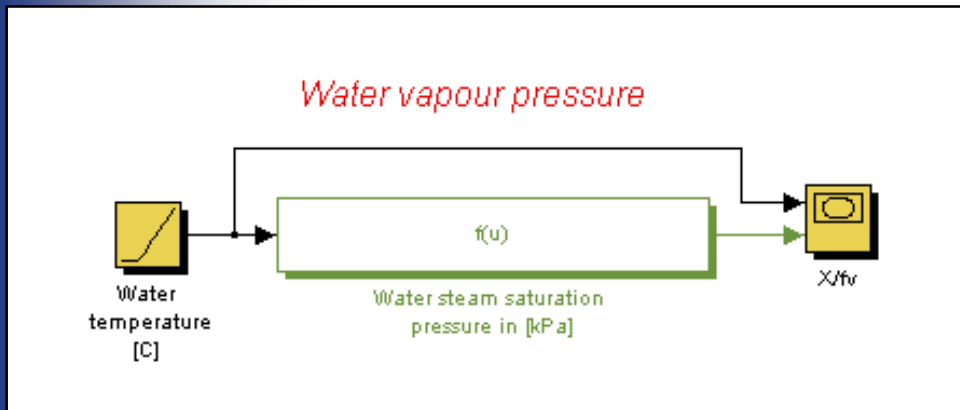 Water vapour pressure
f(u)
Water
temperature
[C]
Water steam saturation
pressure in [kPa]
X/fv